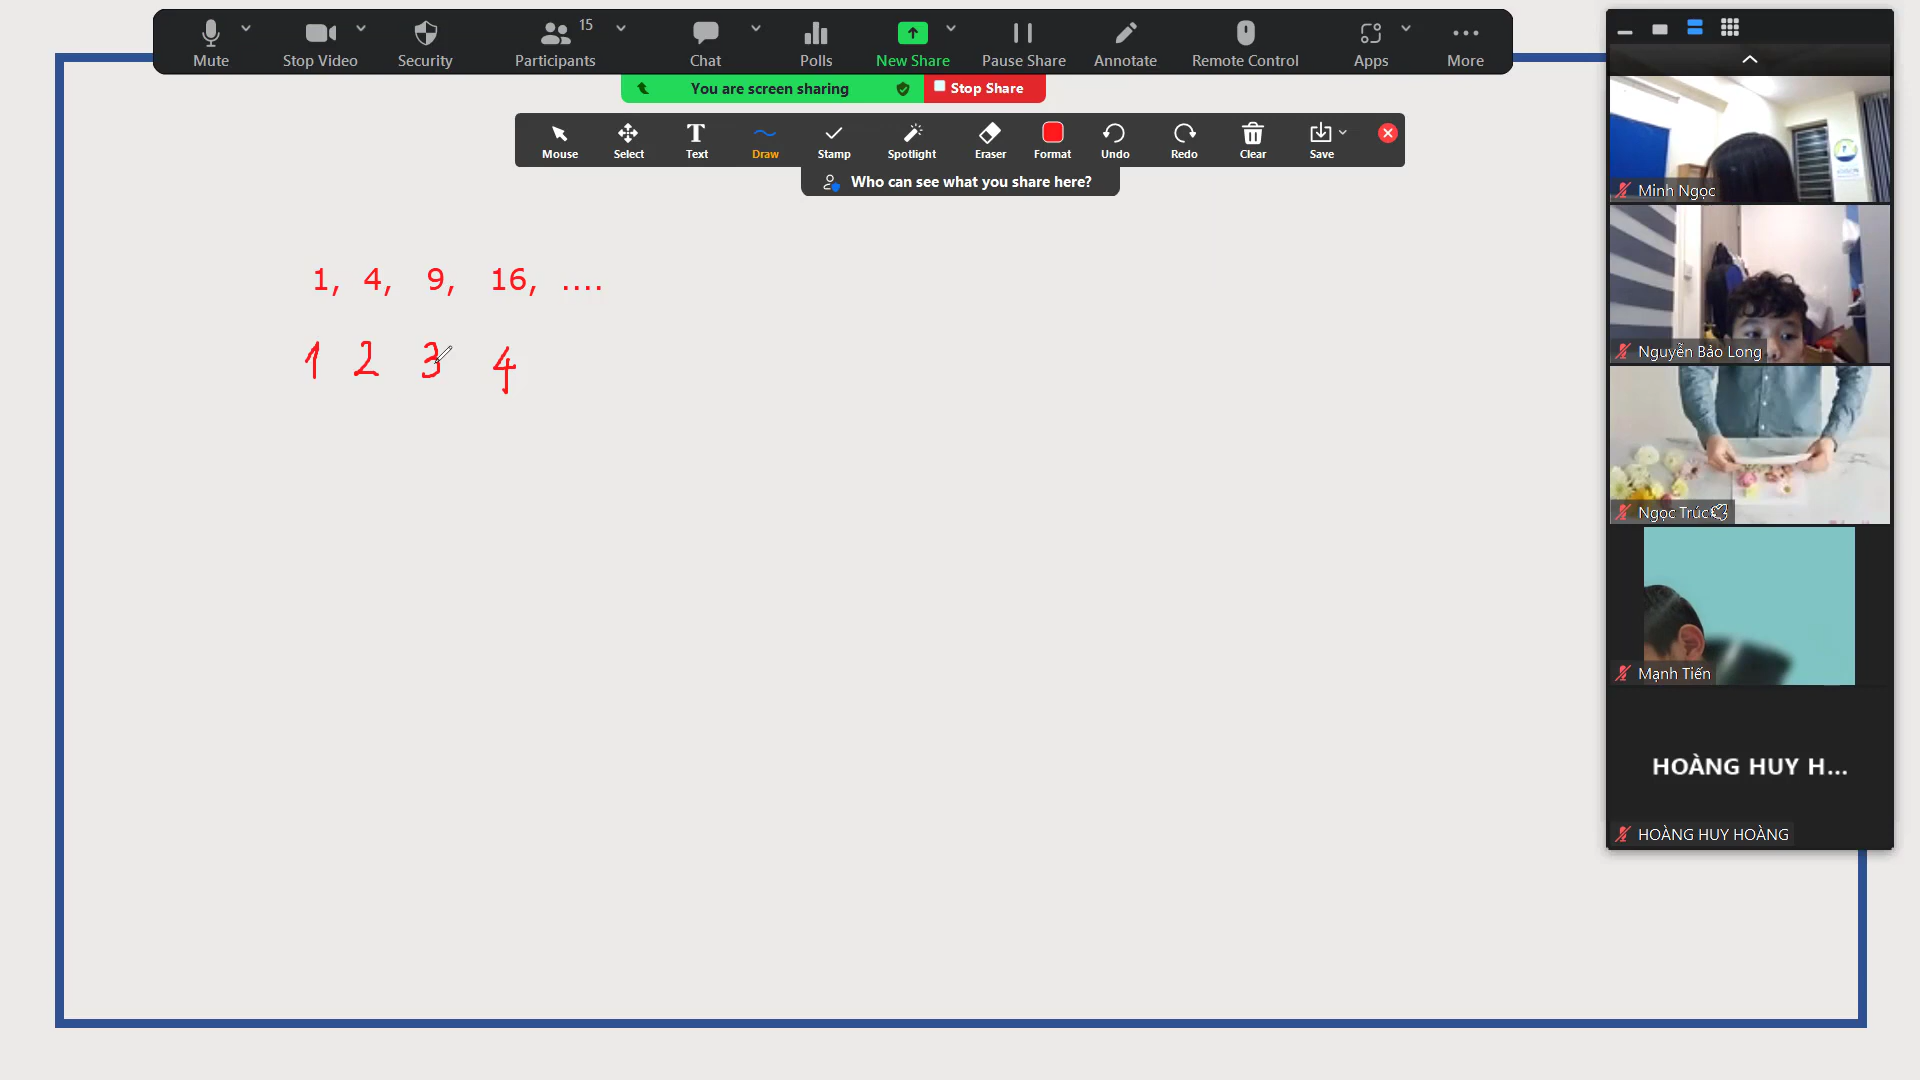 15
Mute Stop Video Security Participants Chat Polls New Share Pause Share Annotate Remote Control Apps More
You are screen sharing Stop Share
Mouse Select Text Draw Stamp Spotlight Eraser Format Undo Redo Clear Save
Who can see what you share here?
1, 4, 9, 16, ....
1 2 3 4
Minh Ngọc
Nguyễn Bảo Long
Ngọc Trúc
Mạnh Tiến
HOÀNG HUY H...
HOÀNG HUY HOÀNG